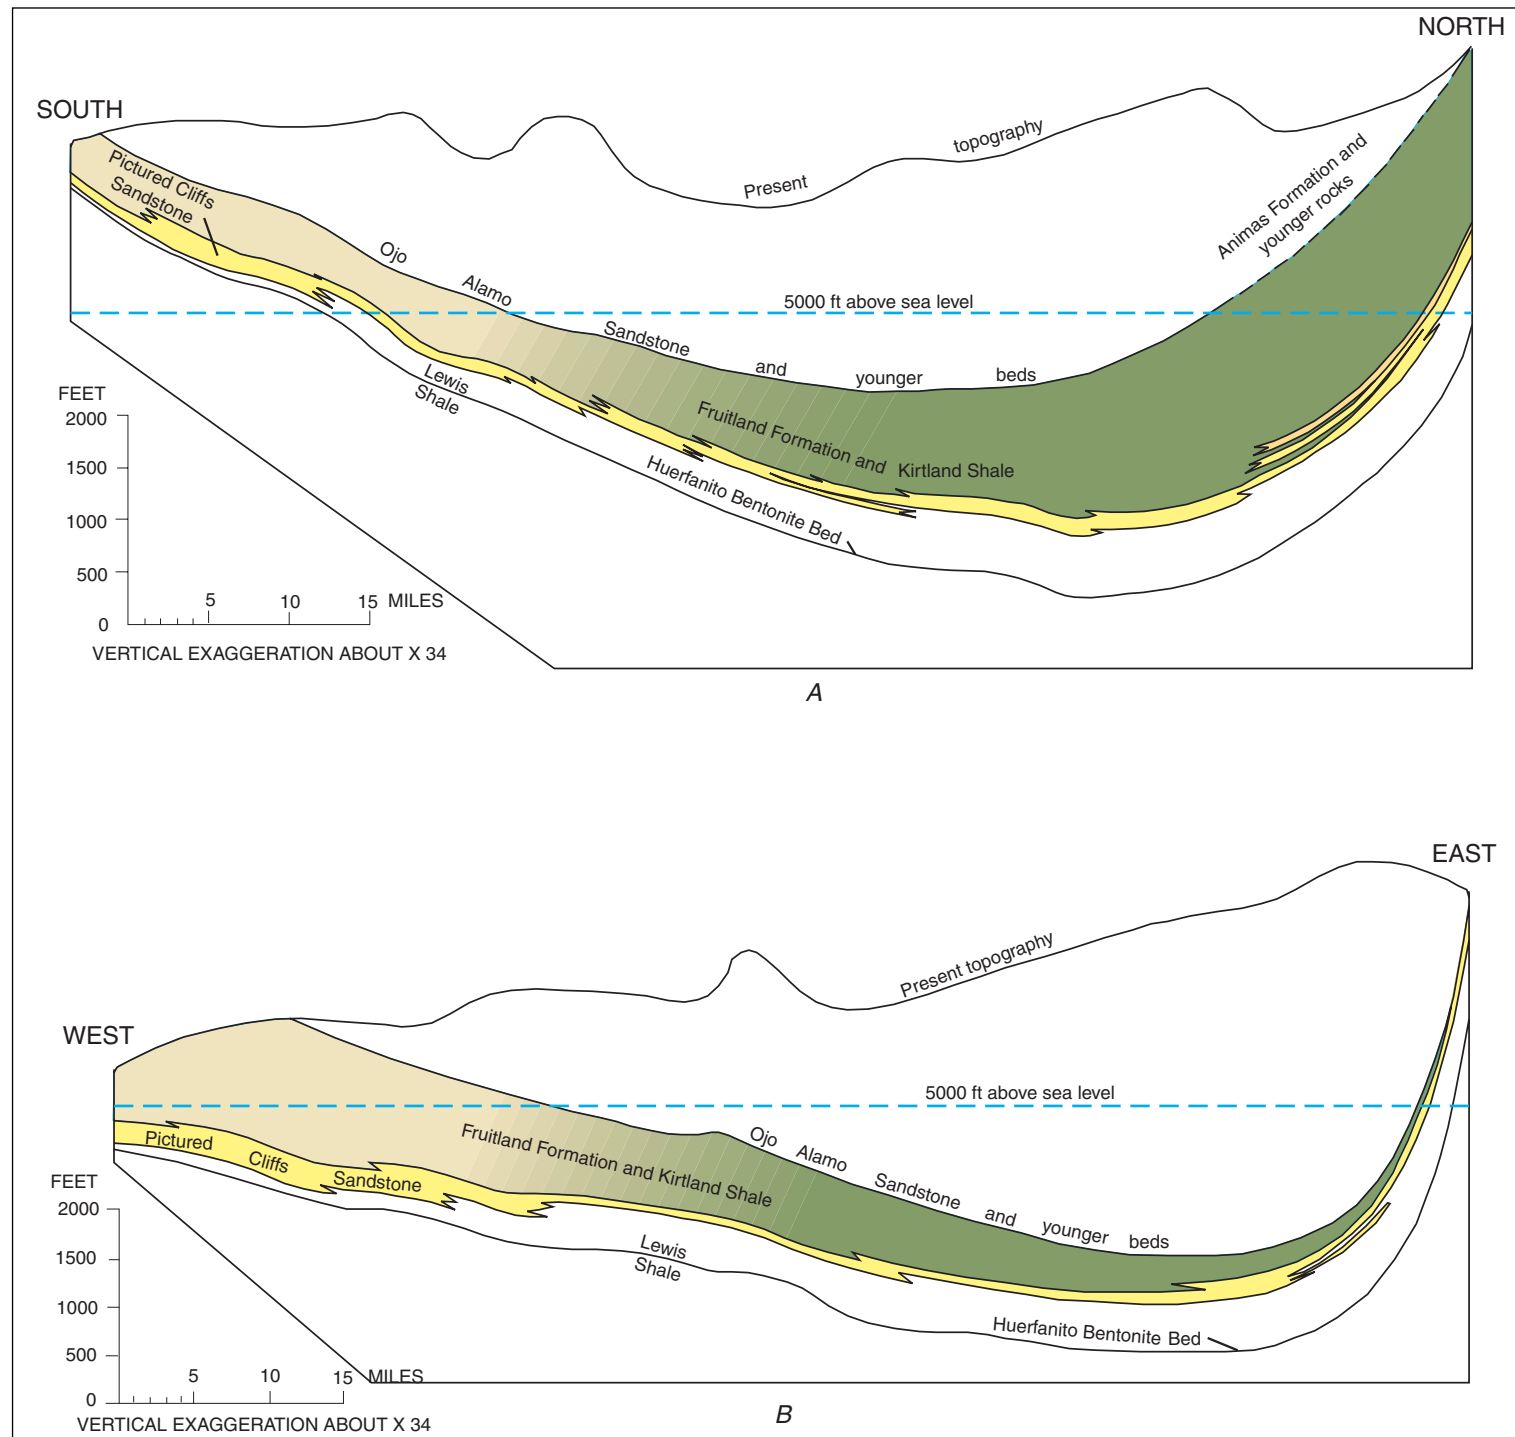 NORTH
SOUTH
Pictured Cliffs
Sandstone
Present
topography
Animas Formation and
younger rocks
Ojo
Alamo
Sandstone
and
younger
beds
5000 ft above sea level
Lewis
Shale
Fruitland Formation and Kirtland Shale
Huerfanito Bentonite Bed
FEET
2000
1500
1000
500
0
5
10
15 MILES
VERTICAL EXAGGERATION ABOUT X 34
A
EAST
WEST
Present topography
5000 ft above sea level
Pictured
Cliffs
Sandstone
Fruitland Formation and Kirtland Shale
Ojo
Alamo
Sandstone
and
younger
beds
Lewis
Shale
Huerfanito Bentonite Bed
FEET
2000
1500
1000
500
0
5
10
15 MILES
VERTICAL EXAGGERATION ABOUT X 34
B